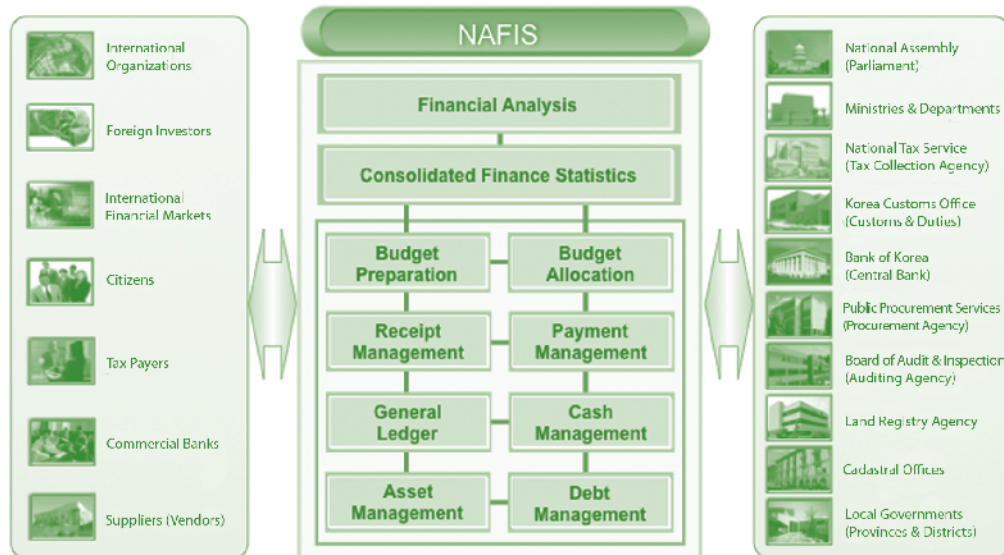 International
Organizations
Foreign Investors
International
Financial Markets
Citizens
Tax Payers
Commercial Banks
Suppliers (Vendors)
NAFIS
Financial Analysis
Consolidated Finance Statistics
Budget
Preparation
Budget
Allocation
Receipt
Management
Payment
Management
General
Ledger
Cash
Management
Asset
Management
Debt
Management
National Assembly
(Parliament)
Ministries & Departments
National Tax Service
(Tax Collection Agency)
Korea Customs Office
(Customs & Duties)
Bank of Korea
(Central Bank)
Public Procurement Services
(Procurement Agency)
Board of Audit & Inspection
(Auditing Agency)
Land Registry Agency
Cadastral Offices
Local Governments
(Provinces & Districts)